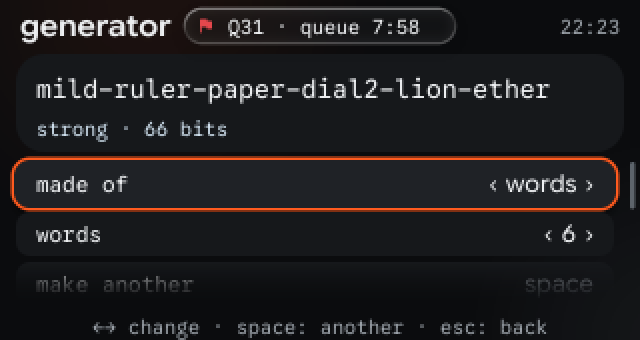 generator Q31 · queue 7:58 22:23
mild-ruler-paper-dial2-lion-ether
strong · 66 bits
made of ‹ words ›
words ‹ 6 ›
make another space
↔ change · space: another · esc: back